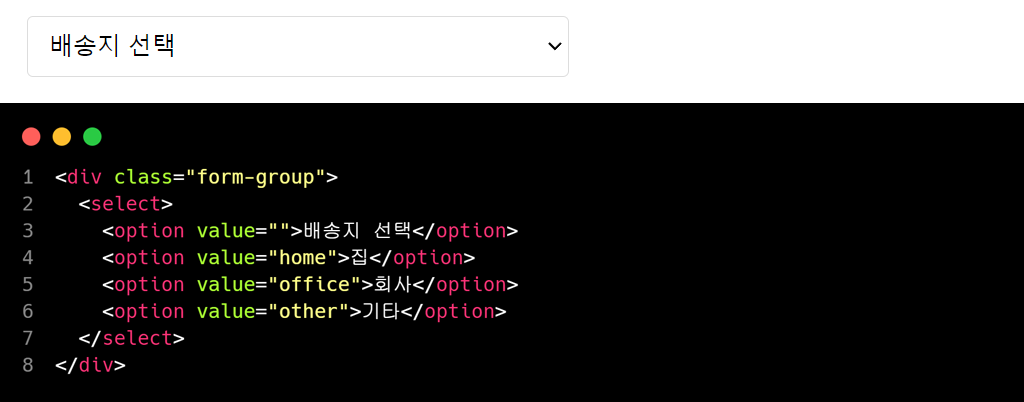 배송지 선택
1 <div class="form-group">
2   <select>
3     <option value="">배송지 선택</option>
4     <option value="home">집</option>
5     <option value="office">회사</option>
6     <option value="other">기타</option>
7   </select>
8 </div>